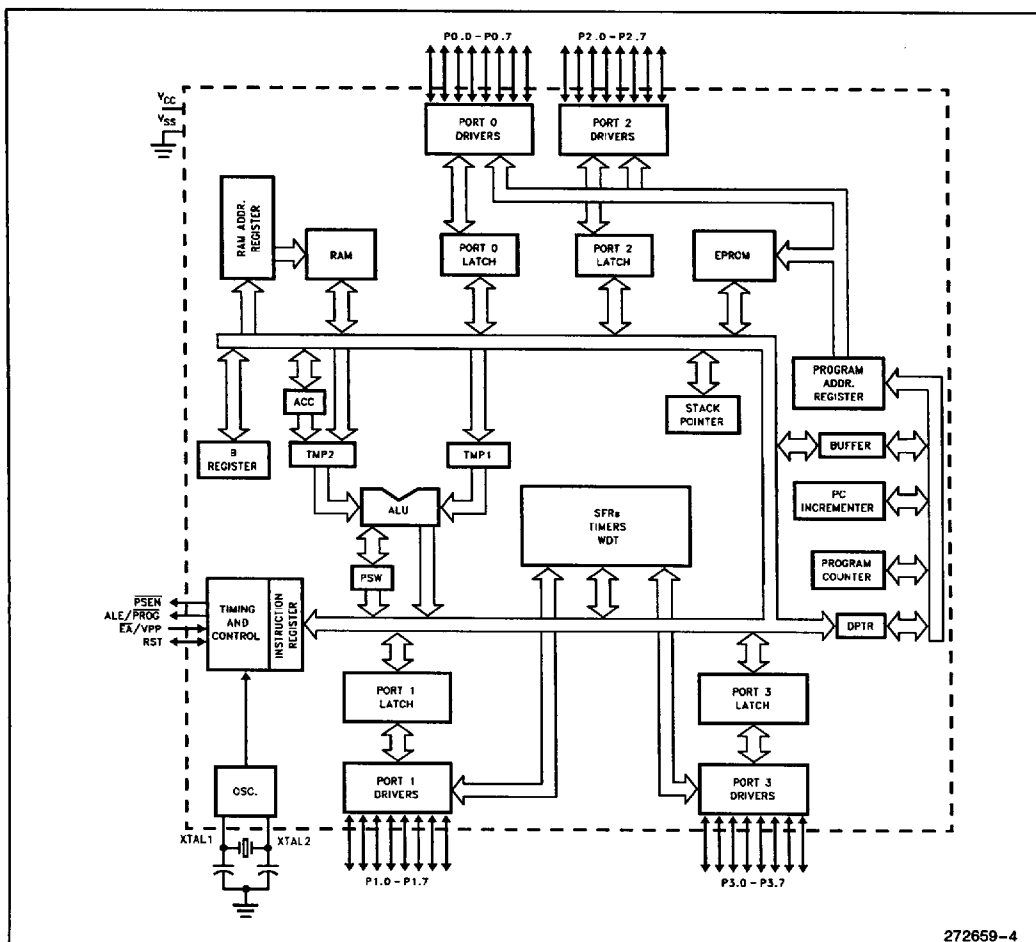 P0.0 – P0.7
P2.0 – P2.7
VCC
VSS
PORT 0
DRIVERS
PORT 2
DRIVERS
RAM ADDR.
REGISTER
RAM
PORT 0
LATCH
PORT 2
LATCH
EPROM
PROGRAM
ADDR.
REGISTER
ACC
STACK
POINTER
B
REGISTER
TMP2
TMP1
BUFFER
ALU
SFRs
TIMERS
WDT
PC
INCREMENTER
PSW
PROGRAM
COUNTER
PSEN
ALE/PROG
EA/VPP
RST
TIMING
AND
CONTROL
INSTRUCTION
REGISTER
DPTR
PORT 1
LATCH
PORT 3
LATCH
OSC.
PORT 1
DRIVERS
PORT 3
DRIVERS
XTAL1
XTAL2
P1.0 – P1.7
P3.0 – P3.7
272659–4